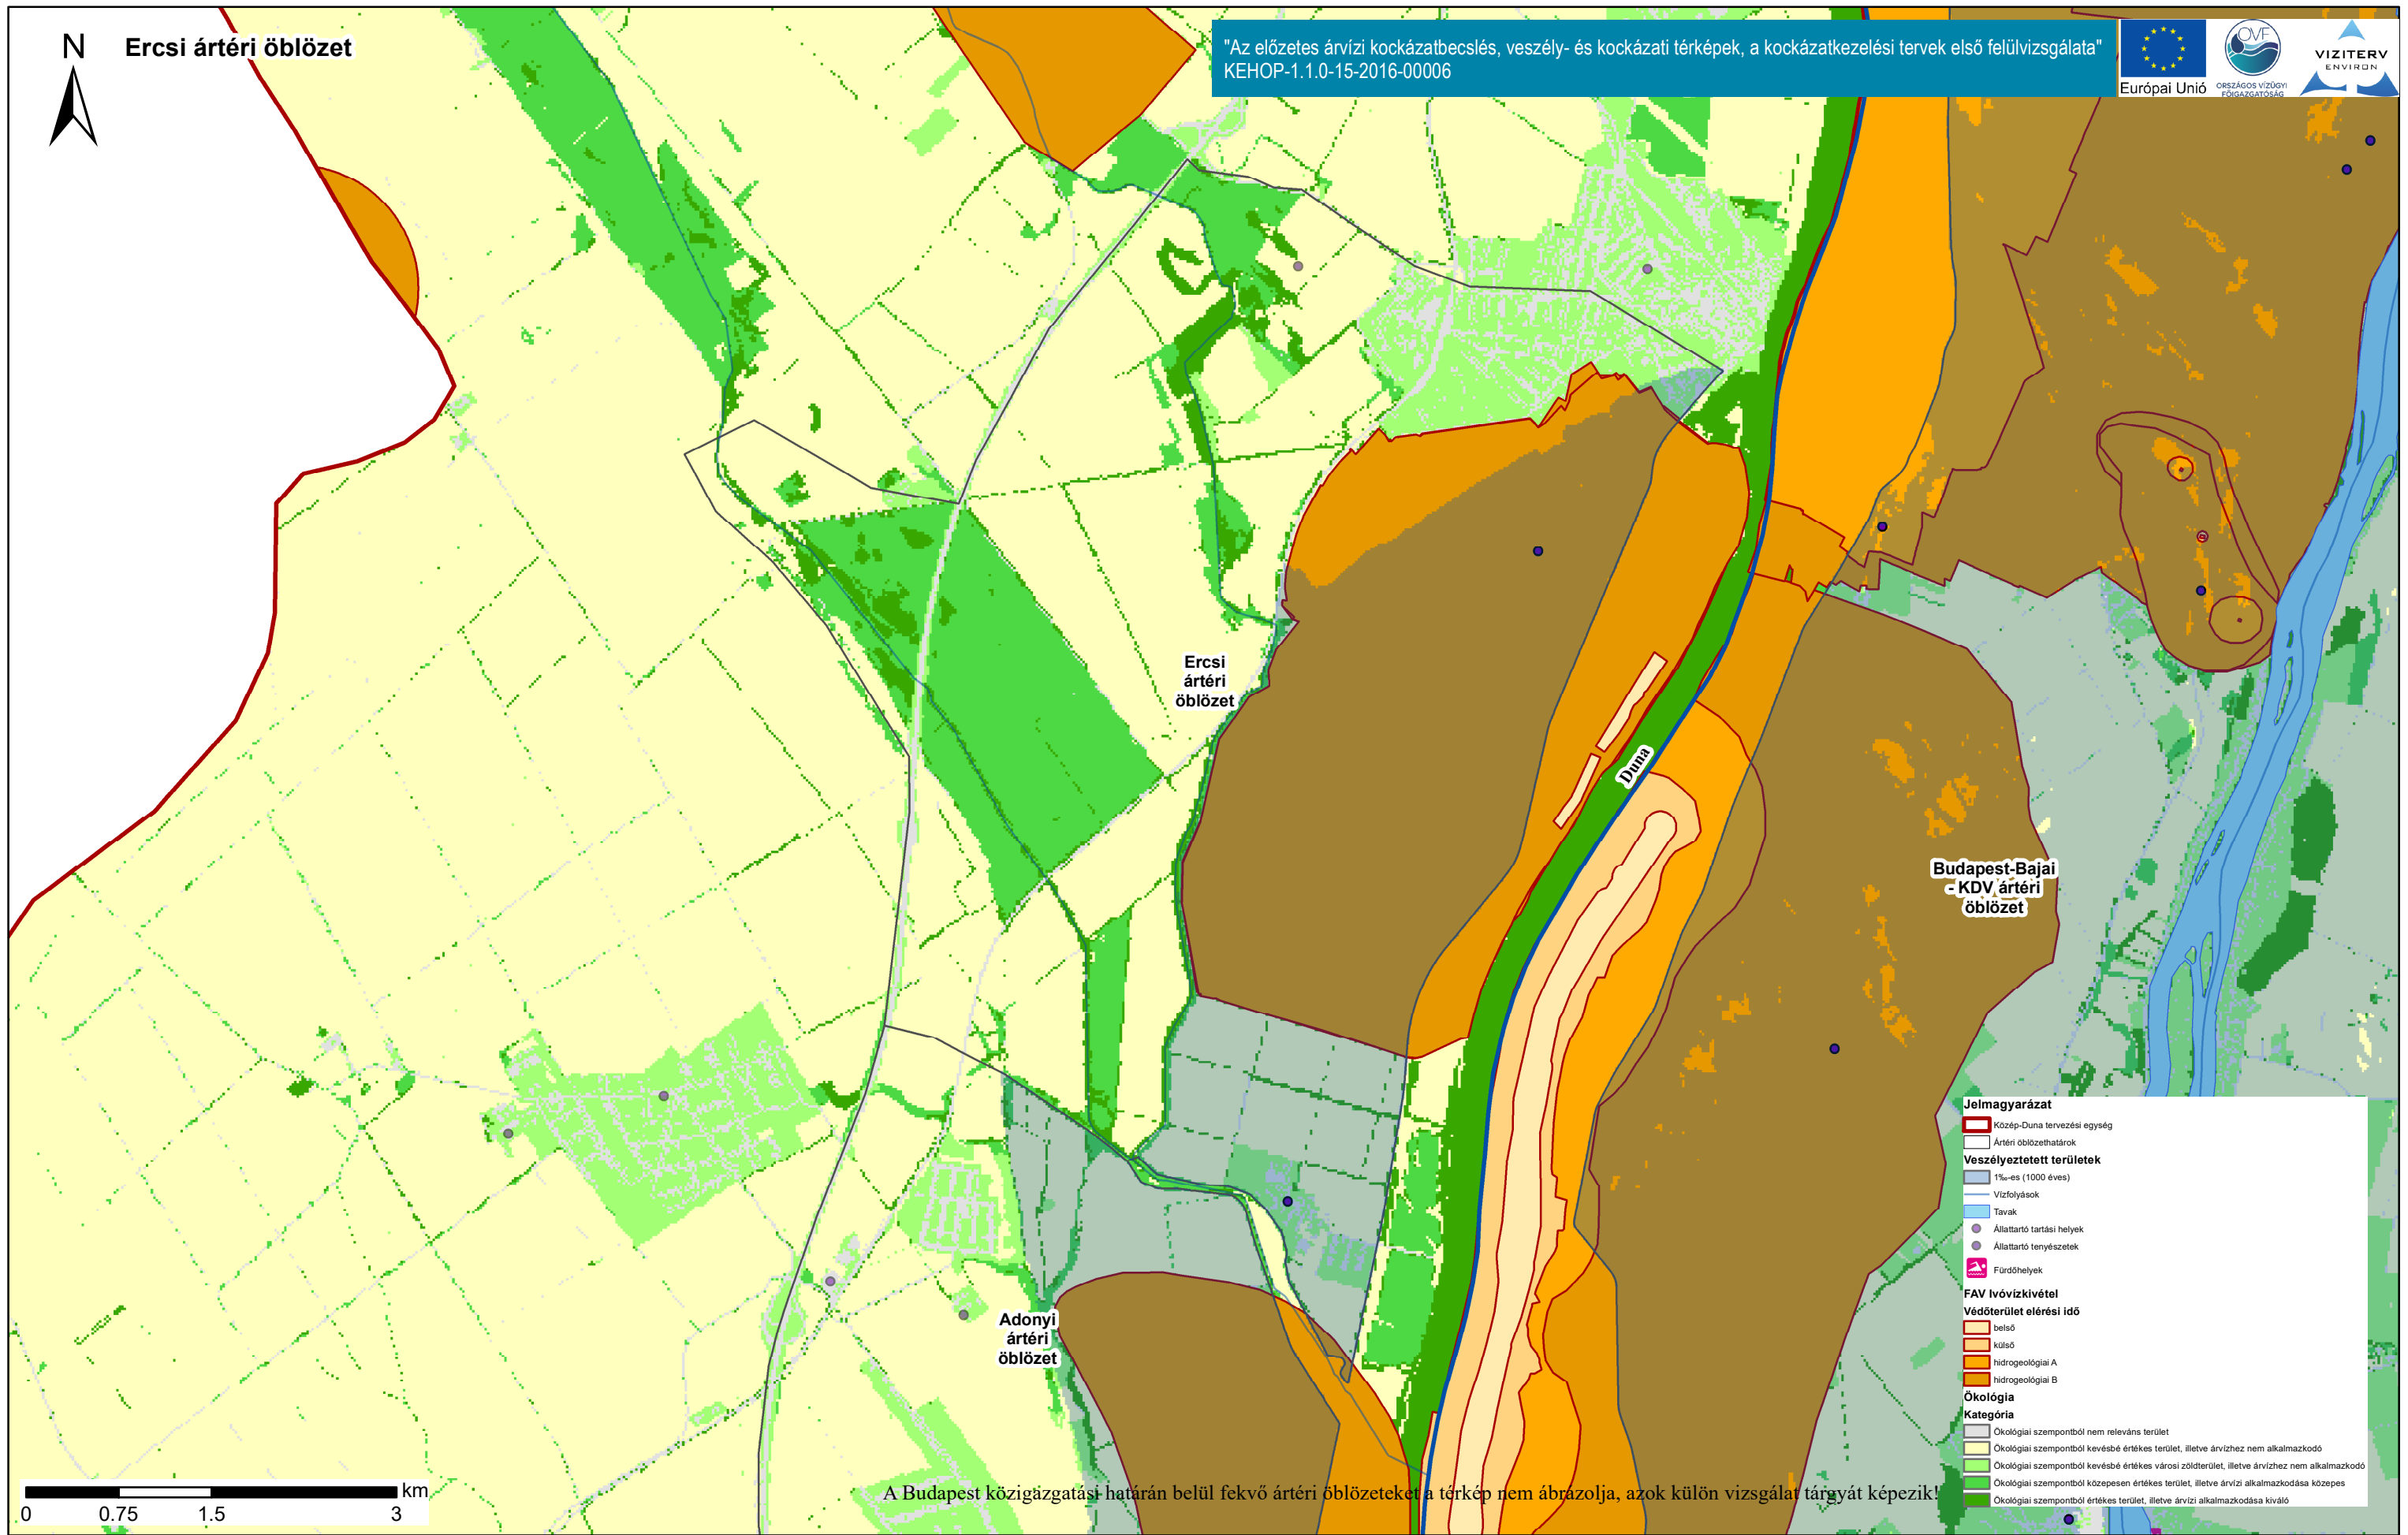 N
Ercsi ártéri öblözet
"Az előzetes árvízi kockázatbecslés, veszély- és kockázati térképek, a kockázatkezelési tervek első felülvizsgálata"
KEHOP-1.1.0-15-2016-00006
Európai Unió
OVF
ORSZÁGOS VÍZÜGYI
FŐIGAZGATÓSÁG
VIZITERV
ENVIRON
Ercsi
ártéri
öblözet
Duna
Budapest-Bajai
- KDV ártéri
öblözet
Adonyi
ártéri
öblözet
Jelmagyarázat
Közép-Duna tervezési egység
Ártéri öblözethatárok
Veszélyeztetett területek
1‰-es (1000 éves)
Vízfolyások
Tavak
Állattartó tartási helyek
Állattartó tenyészetek
Fürdőhelyek
FAV Ivóvízkivétel
Védőterület elérési idő
belső
külső
hidrogeológiai A
hidrogeológiai B
Ökológia
Kategória
Ökológiai szempontból nem releváns terület
Ökológiai szempontból kevésbé értékes terület, illetve árvízhez nem alkalmazkodó
Ökológiai szempontból kevésbé értékes városi zöldterület, illetve árvízhez nem alkalmazkodó
Ökológiai szempontból közepesen értékes terület, illetve árvízi alkalmazkodása közepes
Ökológiai szempontból értékes terület, illetve árvízi alkalmazkodása kiváló
km
0 0.75 1.5 3
A Budapest közigazgatási határán belül fekvő ártéri öblözeteket a térkép nem ábrázolja, azok külön vizsgálat tárgyát képezik!